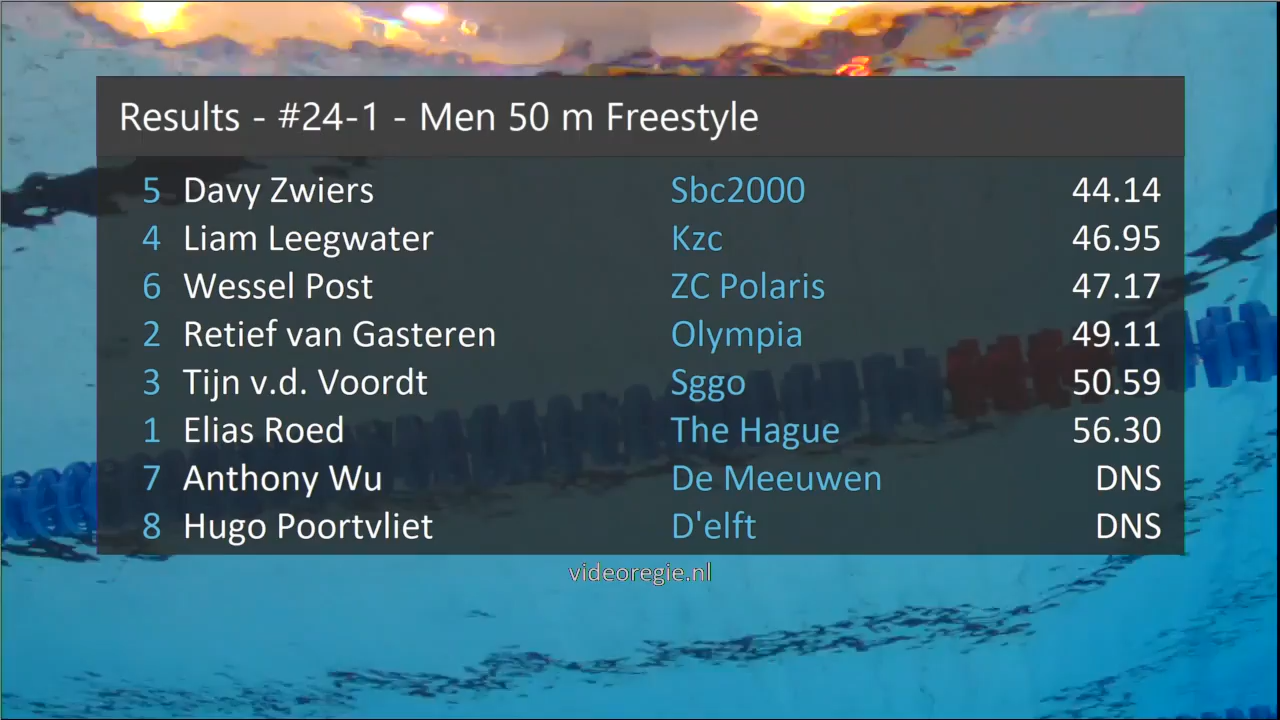 Results - #24-1 - Men 50 m Freestyle
5 Davy Zwiers Sbc2000 44.14
4 Liam Leegwater Kzc 46.95
6 Wessel Post ZC Polaris 47.17
2 Retief van Gasteren Olympia 49.11
3 Tijn v.d. Voordt Sggo 50.59
1 Elias Roed The Hague 56.30
7 Anthony Wu De Meeuwen DNS
8 Hugo Poortvliet D'elft DNS
videoregie.nl